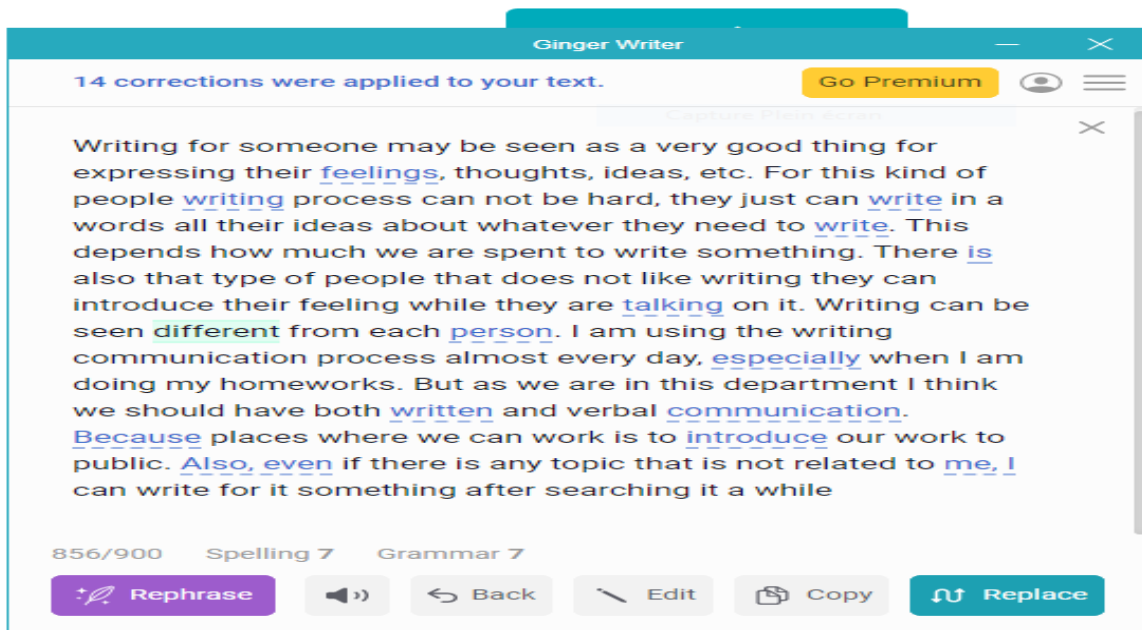 Ginger Writer
14 corrections were applied to your text.
Go Premium
Capture Plein écran
Writing for someone may be seen as a very good thing for
expressing their feelings, thoughts, ideas, etc. For this kind of
people writing process can not be hard, they just can write in a
words all their ideas about whatever they need to write. This
depends how much we are spent to write something. There is
also that type of people that does not like writing they can
introduce their feeling while they are talking on it. Writing can be
seen different from each person. I am using the writing
communication process almost every day, especially when I am
doing my homeworks. But as we are in this department I think
we should have both written and verbal communication.
Because places where we can work is to introduce our work to
public. Also, even if there is any topic that is not related to me, I
can write for it something after searching it a while
856/900 Spelling 7 Grammar 7
Rephrase Back Edit Copy Replace